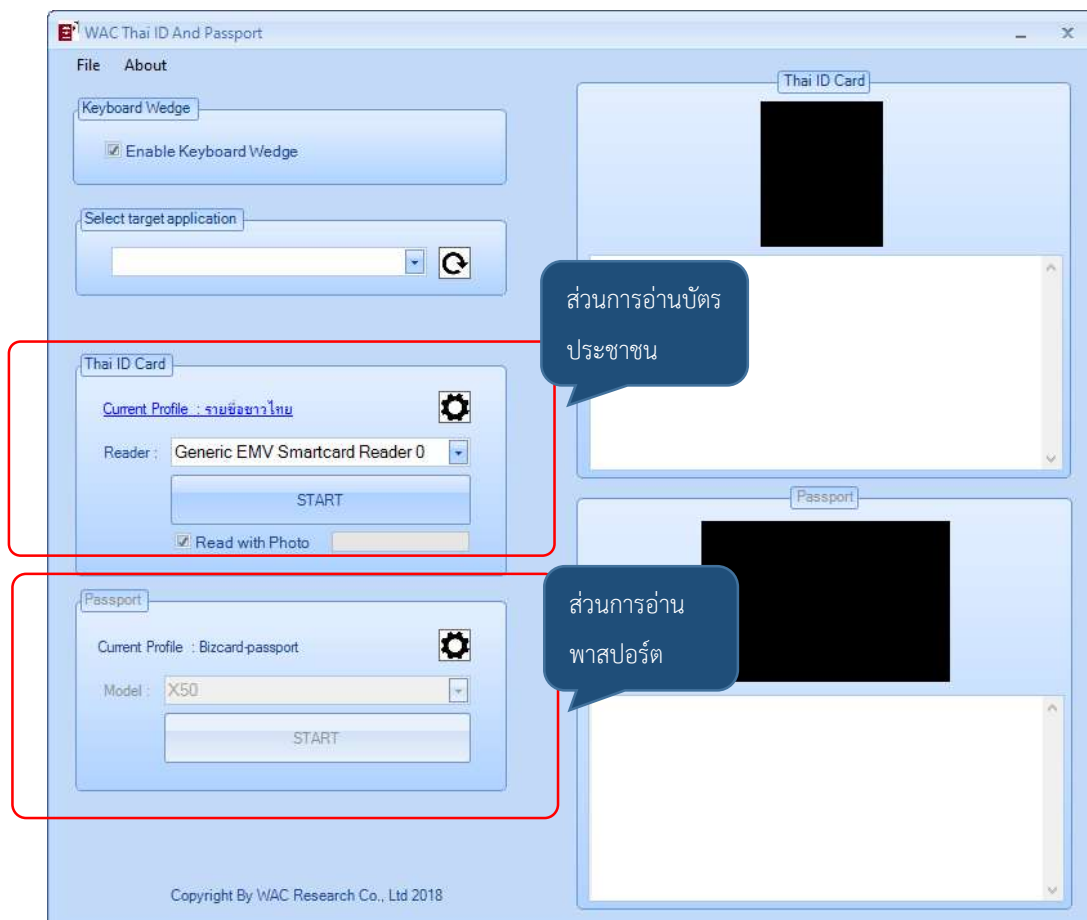 WAC Thai ID And Passport
File About
Keyboard Wedge
Enable Keyboard Wedge
Select target application
Thai ID Card
Current Profile : รายชื่อชาวไทย
Reader : Generic EMV Smartcard Reader 0
START
Read with Photo
Passport
Current Profile : Bizcard-passport
Model : X50
START
Copyright By WAC Research Co., Ltd 2018
Thai ID Card
ส่วนการอ่านบัตร
ประชาชน
Passport
ส่วนการอ่าน
พาสปอร์ต